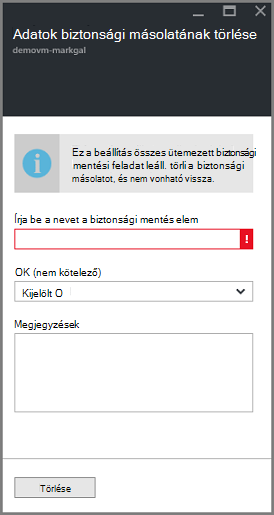 Adatok biztonsági másolatának törlése
demovm-markgal
Ez a beállítás összes ütemezett biztonsági
mentési feladat leáll. törli a biztonsági
másolatot, és nem vonható vissza.
Írja be a nevet a biztonsági mentés elem
!
OK (nem kötelező)
Kijelölt O
Megjegyzések
Törlése